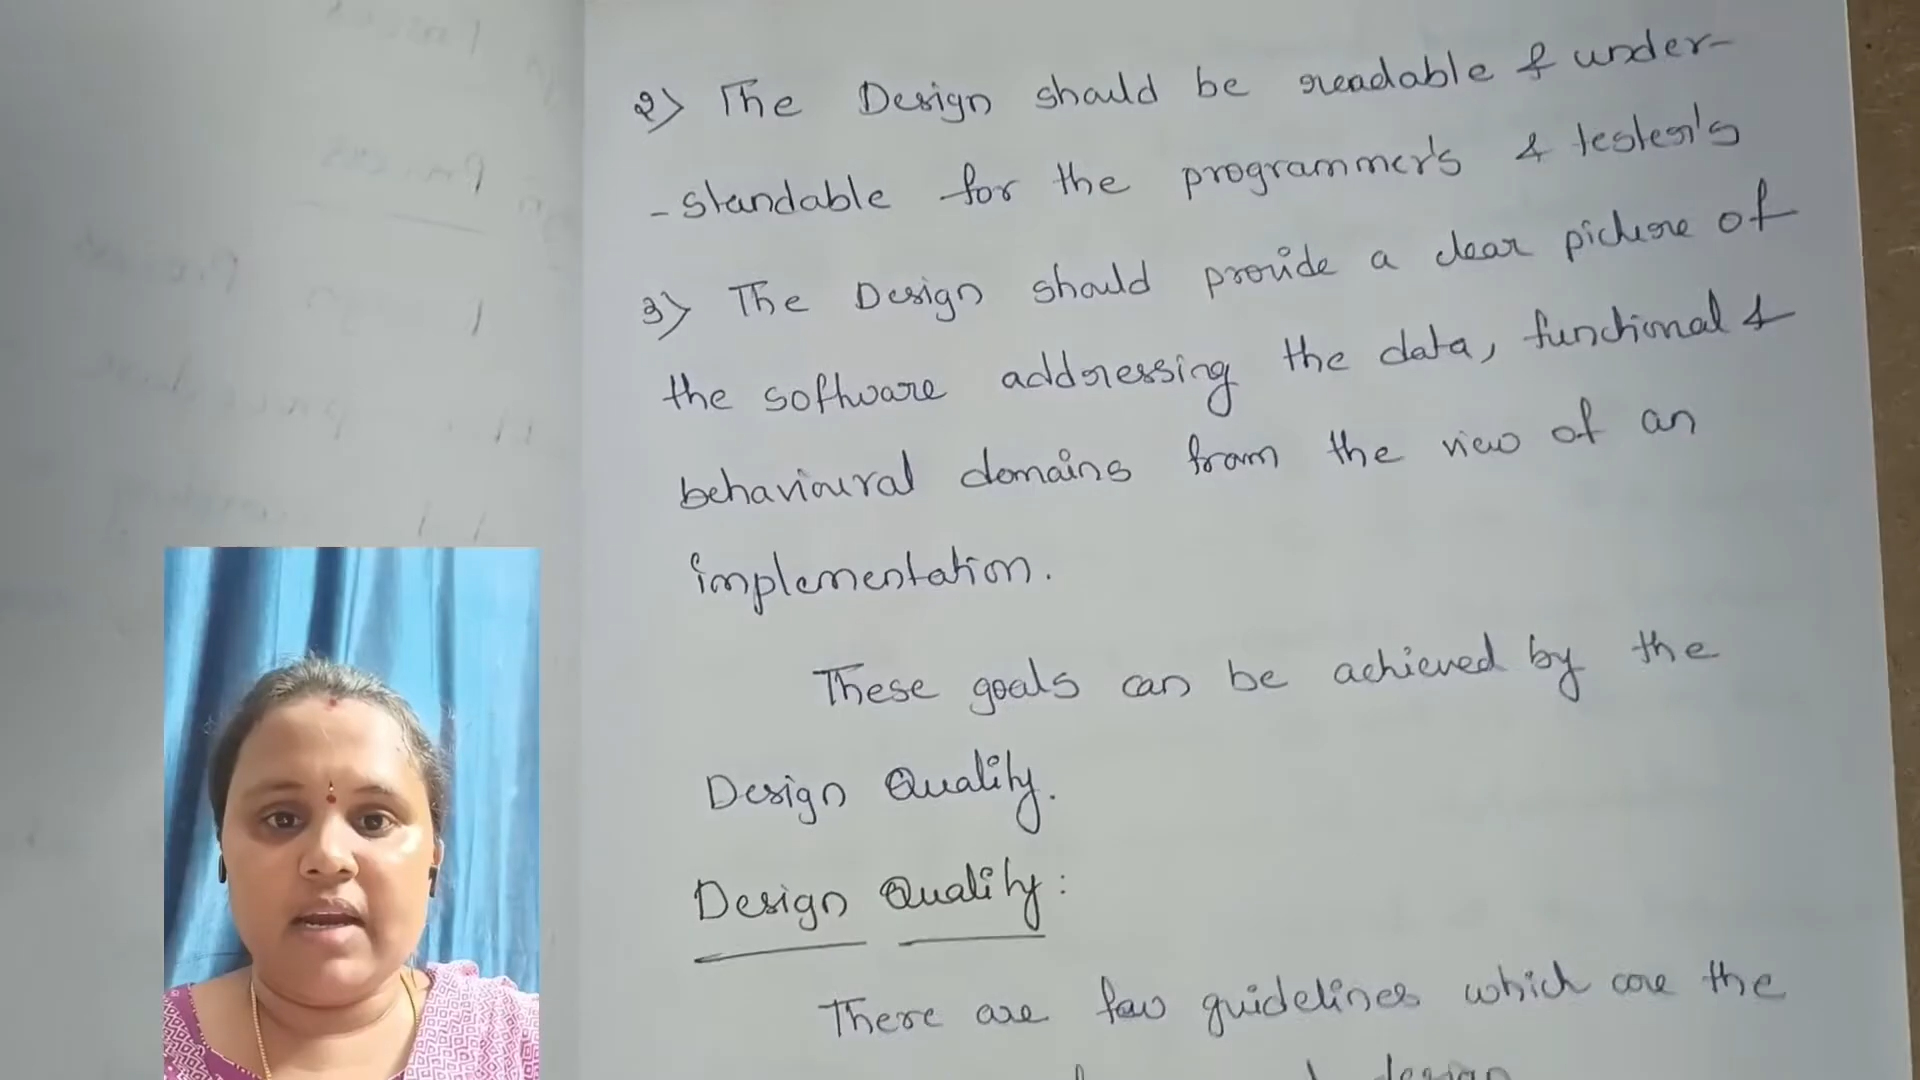 2) The Design should be readable & under-
- standable for the programmer's & tester's
3) The Design should provide a clear picture of
the software addressing the data, functional &
behavioural domains from the view of an
implementation.
These goals can be achieved by the
Design Quality.
Design Quality:
There are few guidelines which are the
design